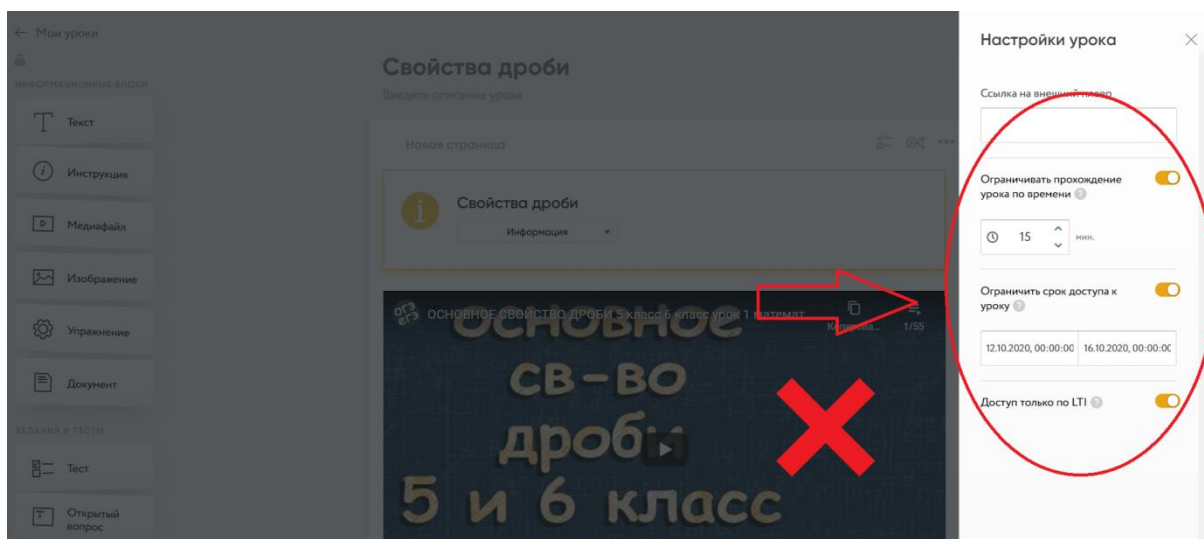 ← Мои уроки
ИНФОРМАЦИОННЫЕ БЛОКИ
Текст
Инструкция
Медиафайл
Изображение
Упражнение
Документ
ЗАДАНИЯ И ТЕСТЫ
Тест
Открытый
вопрос
Свойства дроби
Введите описание урока
Новая страница
Свойства дроби
Информация
ОСНОВНОЕ СВОЙСТВО ДРОБИ 5 класс 6 класс урок 1 математ...
Копирова...
1/55
ОСНОВНОЕ
СВ-ВО
дроби
5 и 6 класс
Настройки урока
Ссылка на внешний плеер
Ограничивать прохождение
урока по времени ?
15 мин.
Ограничить срок доступа к
уроку ?
12.10.2020, 00:00:00 16.10.2020, 00:00:00
Доступ только по LTI ?